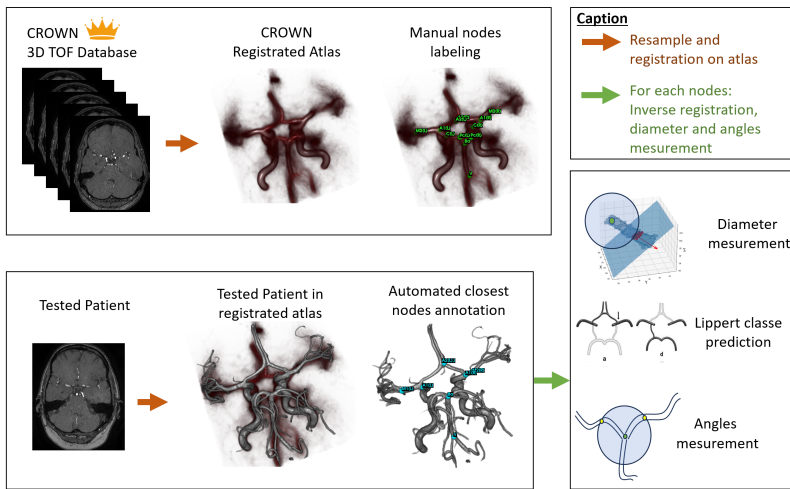 CROWN
3D TOF Database
CROWN
Registrated Atlas
Manual nodes
labeling
Caption
Resample and
registration on atlas
For each nodes:
Inverse registration,
diameter and angles
mesurement
Tested Patient
Tested Patient in
registrated atlas
Automated closest
nodes annotation
Diameter
mesurement
Lippert classe
prediction
a
d
Angles
mesurement